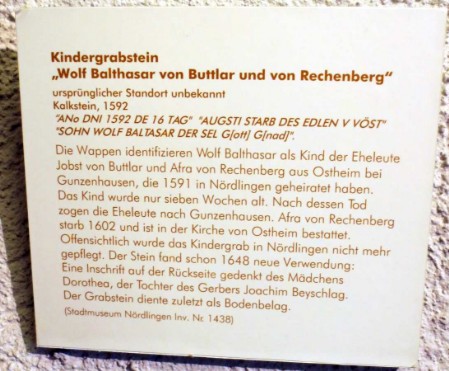 Kindergrabstein
„Wolf Balthasar von Buttlar und von Rechenberg“
ursprünglicher Standort unbekannt
Kalkstein, 1592
"ANo DNI 1592 DE 16 TAG" "AUGSTI STARB DES EDLEN V VÖST"
"SOHN WOLF BALTASAR DER SEL G[ott] G[nad]".
Die Wappen identifizieren Wolf Balthasar als Kind der Eheleute
Jobst von Buttlar und Afra von Rechenberg aus Ostheim bei
Gunzenhausen, die 1591 in Nördlingen geheiratet haben.
Das Kind wurde nur sieben Wochen alt. Nach dessen Tod
zogen die Eheleute nach Gunzenhausen. Afra von Rechenberg
starb 1602 und ist in der Kirche von Ostheim bestattet.
Offensichtlich wurde das Kindergrab in Nördlingen nicht mehr
gepflegt. Der Stein fand schon 1648 neue Verwendung:
Eine Inschrift auf der Rückseite gedenkt des Mädchens
Dorothea, der Tochter des Gerbers Joachim Beyschlag.
Der Grabstein diente zuletzt als Bodenbelag.
(Stadtmuseum Nördlingen Inv. Nr. 1438)